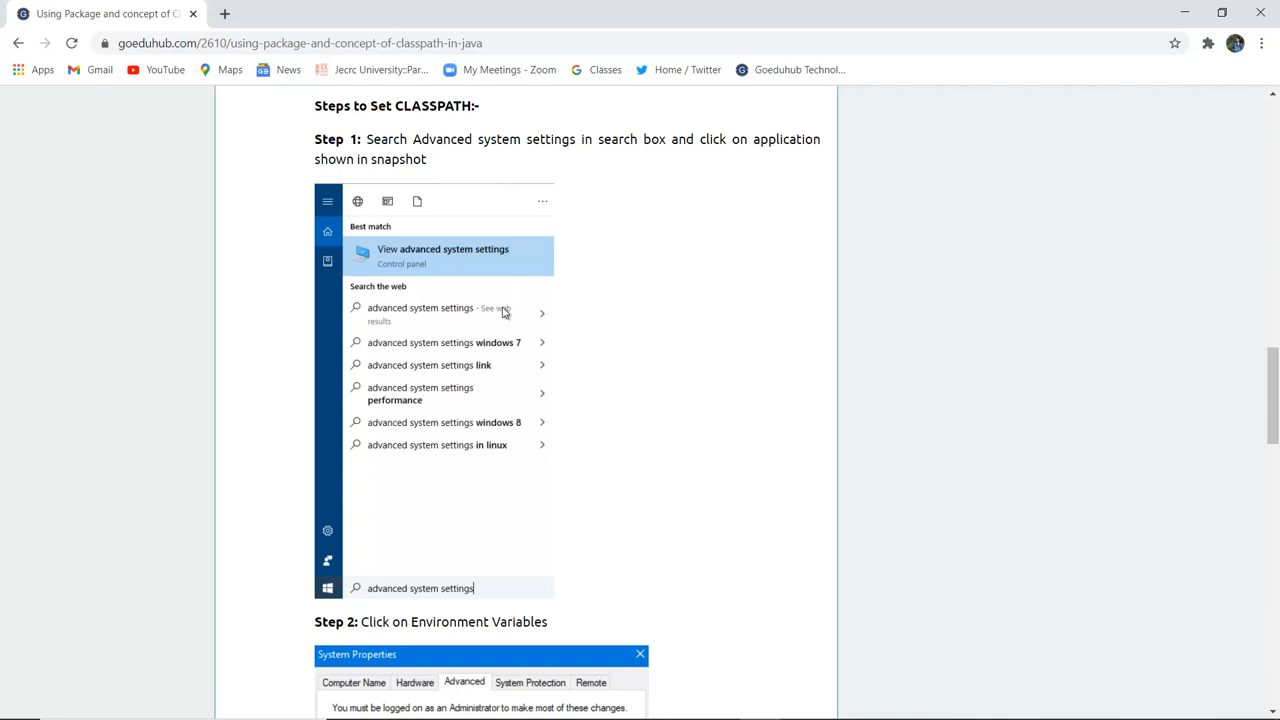 Using Package and concept of Cl
goeduhub.com/2610/using-package-and-concept-of-classpath-in-java
Apps
Gmail
YouTube
Maps
News
Jecrc University::Par...
My Meetings - Zoom
Classes
Home / Twitter
Goeduhub Technol...
Steps to Set CLASSPATH:-
Step 1: Search Advanced system settings in search box and click on application
shown in snapshot
Best match
View advanced system settings
Control panel
Search the web
advanced system settings - See web
results
advanced system settings windows 7
advanced system settings link
advanced system settings
performance
advanced system settings windows 8
advanced system settings in linux
advanced system settings
Step 2: Click on Environment Variables
System Properties
Computer Name
Hardware
Advanced
System Protection
Remote
You must be logged on as an Administrator to make most of these changes.